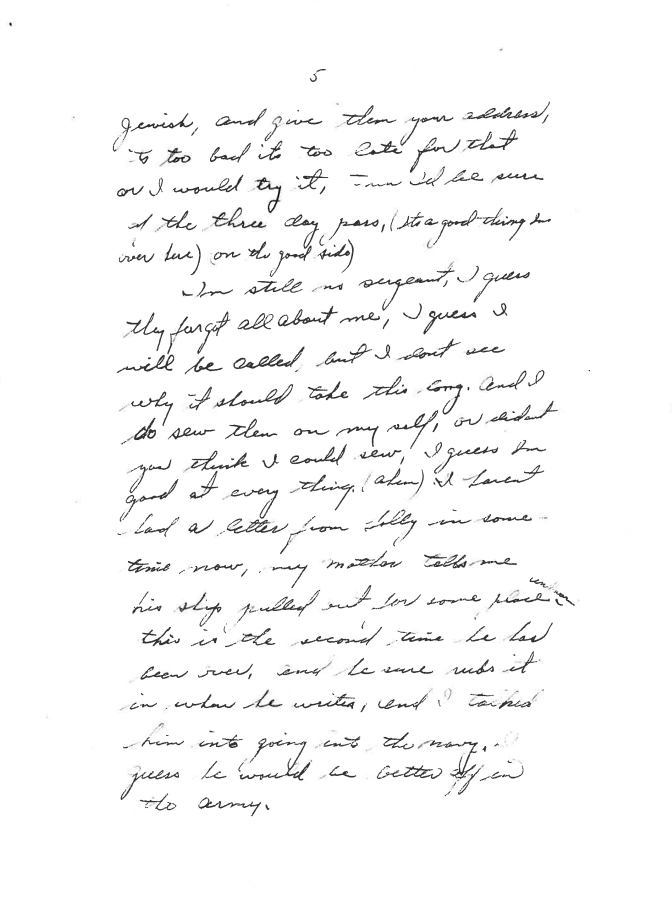 5
Jewish, and give them your address,
its too bad its too late for that
or I would try it, I'd be sure
of the three day pass, (Its a good thing Im
over here) on the good side)
Im still no sergeant, I guess
they forgot all about me, I guess I
will be called, but I dont see
why it should take this long. And I
do sew them on my self, or didnt
you think I could sew, I guess Im
good at every thing. (ahem) I havent
had a letter from in some-
time now, my mother tells me
his ship pulled out for some place
this is the second time he has
been over, and he sure rubs it
in when he writes, and I talked
him into going into the navy. I
guess he would be better off in
the army.